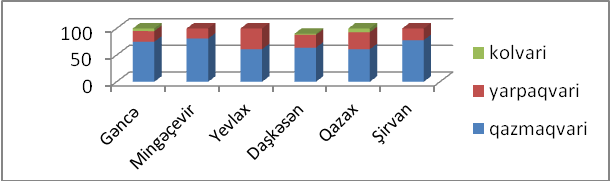 100
50
0
Gəncə
Mingəçevir
Yevlax
Daşkəsən
Qazax
Şirvan
kolvari
yarpaqvari
qazmaqvari